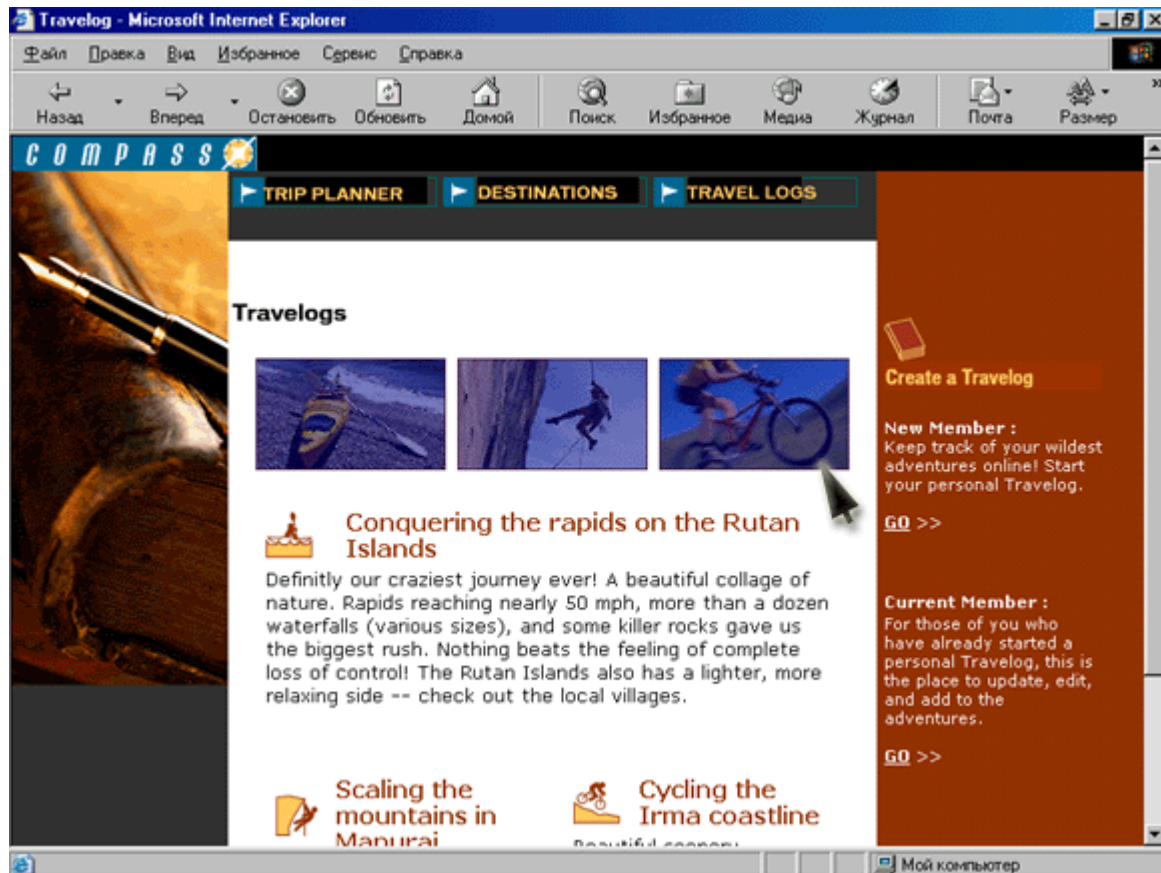 Travelog - Microsoft Internet Explorer
Файл Правка Вид Избранное Сервис Справка
Назад Вперед Остановить Обновить Домой Поиск Избранное Медиа Журнал Почта Размер
COMPASS
TRIP PLANNER DESTINATIONS TRAVEL LOGS
Travelogs
Conquering the rapids on the Rutan
Islands
Definitly our craziest journey ever! A beautiful collage of
nature. Rapids reaching nearly 50 mph, more than a dozen
waterfalls (various sizes), and some killer rocks gave us
the biggest rush. Nothing beats the feeling of complete
loss of control! The Rutan Islands also has a lighter, more
relaxing side -- check out the local villages.
Scaling the
mountains in
Manurai
Cycling the
Irma coastline
Beautiful scenery
Create a Travelog
New Member :
Keep track of your wildest
adventures online! Start
your personal Travelog.
GO >>
Current Member :
For those of you who
have already started a
personal Travelog, this is
the place to update, edit,
and add to the
adventures.
GO >>
Мой компьютер